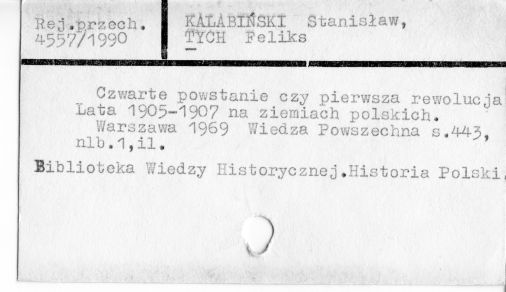 Rej.przech.
4557/1990
KALABIŃSKI Stanisław,
TYCH Feliks
Czwarte powstanie czy pierwsza rewolucja
Lata 1905-1907 na ziemiach polskich.
Warszawa 1969 Wiedza Powszechna s.443,
nlb.1,il.
Biblioteka Wiedzy Historycznej.Historia Polski.